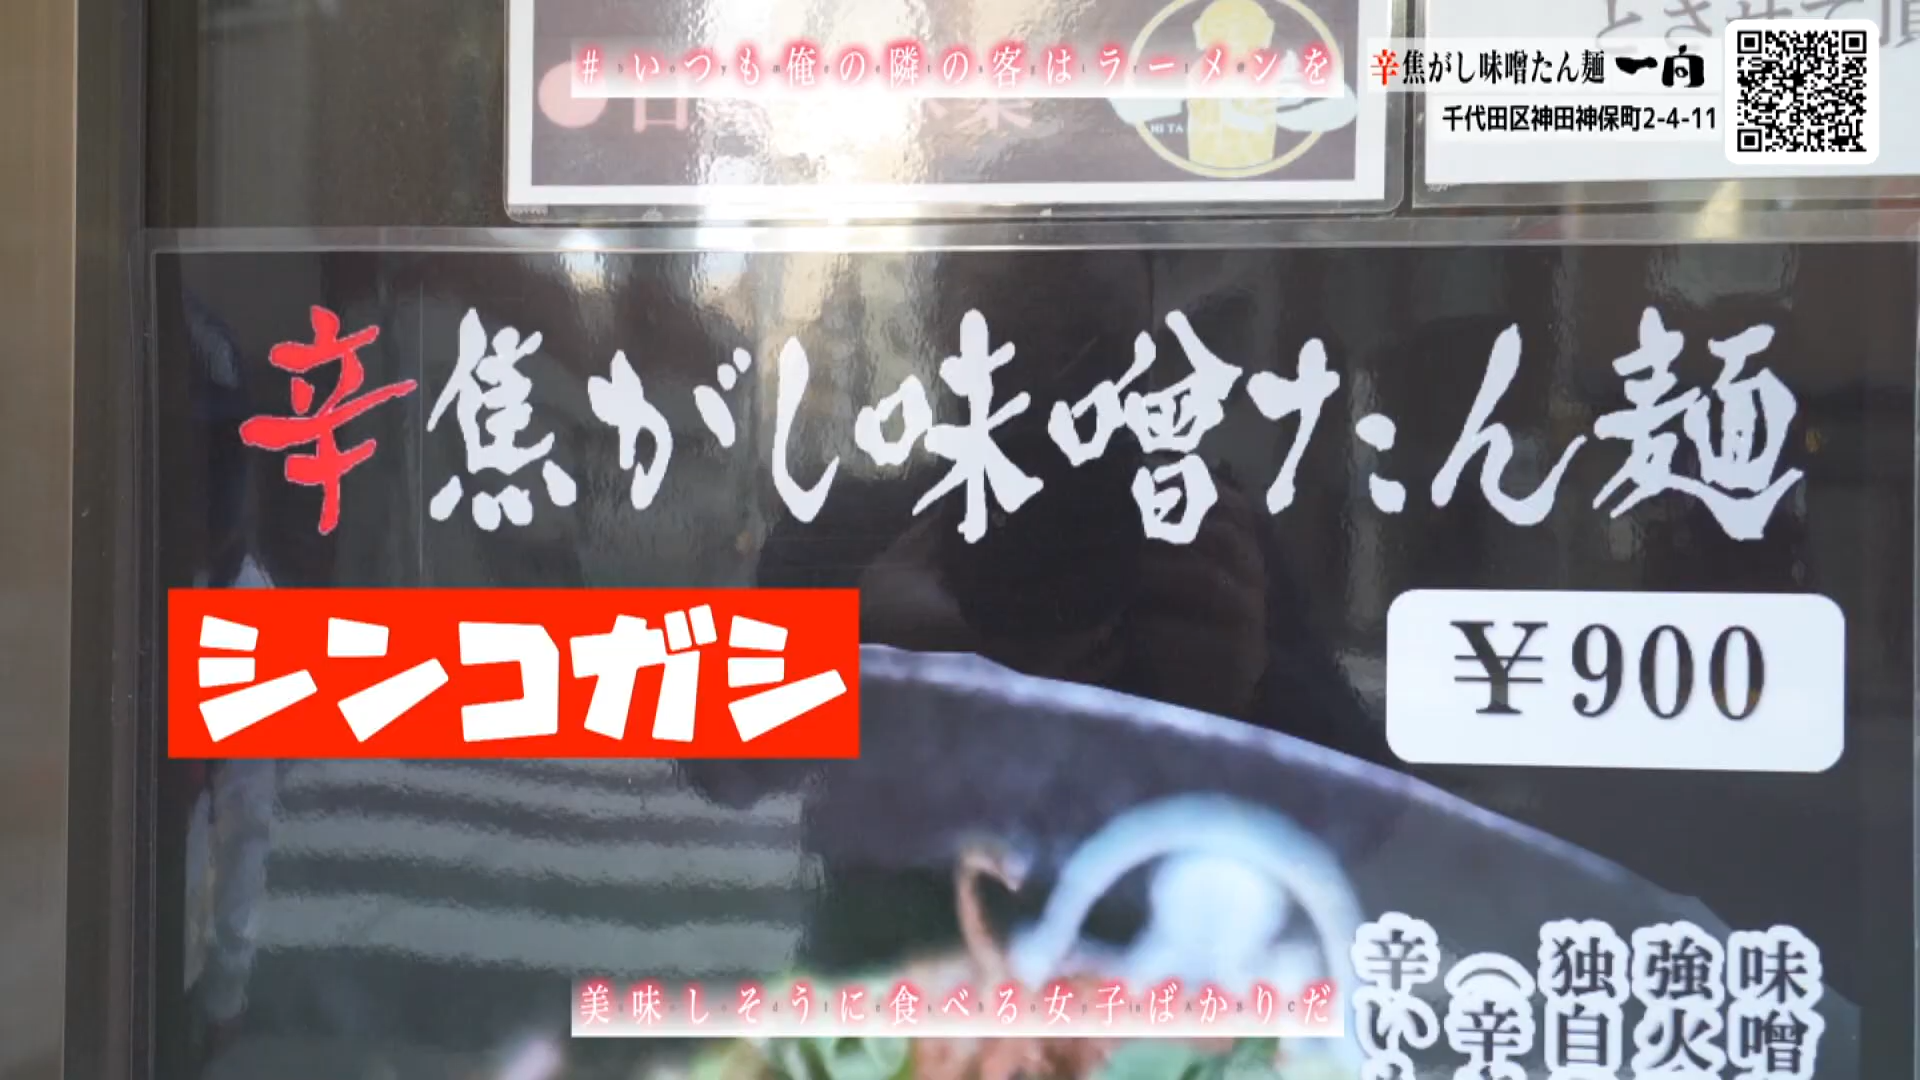 #いつも俺の隣の客はラーメンを
辛焦がし味噌たん麺 一向
千代田区神田神保町2-4-11
辛焦がし味噌たん麺
シンコガシ
¥900
味噌
強火
独自
(辛
辛い
美味しそうに食べる女子ばかりだ